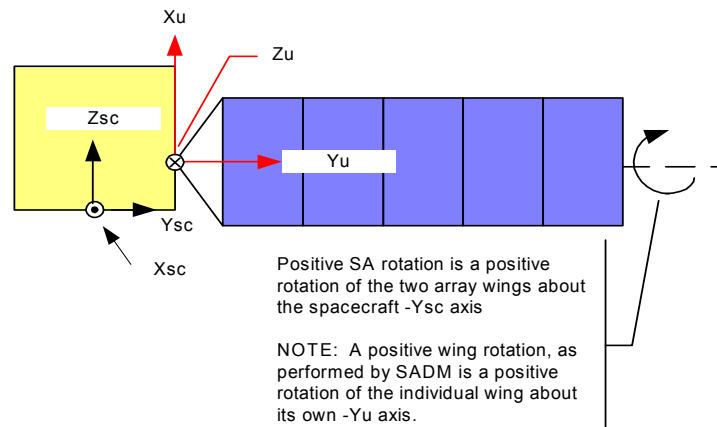 Xu
Zu
Zsc
Yu
Ysc
Xsc
Positive SA rotation is a positive
rotation of the two array wings about
the spacecraft -Ysc axis
NOTE: A positive wing rotation, as
performed by SADM is a positive
rotation of the individual wing about
its own -Yu axis.